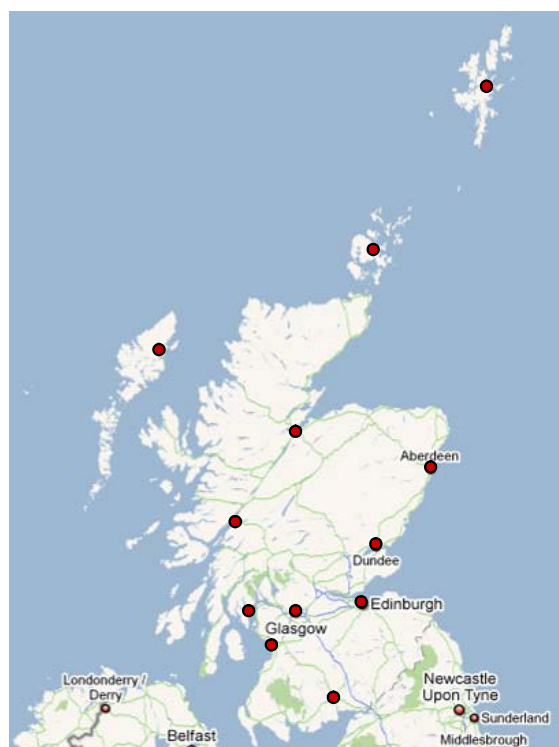 Aberdeen
Dundee
Edinburgh
Glasgow
Londonderry /
Derry
Newcastle
Upon Tyne
Sunderland
Belfast
Middlesbrough